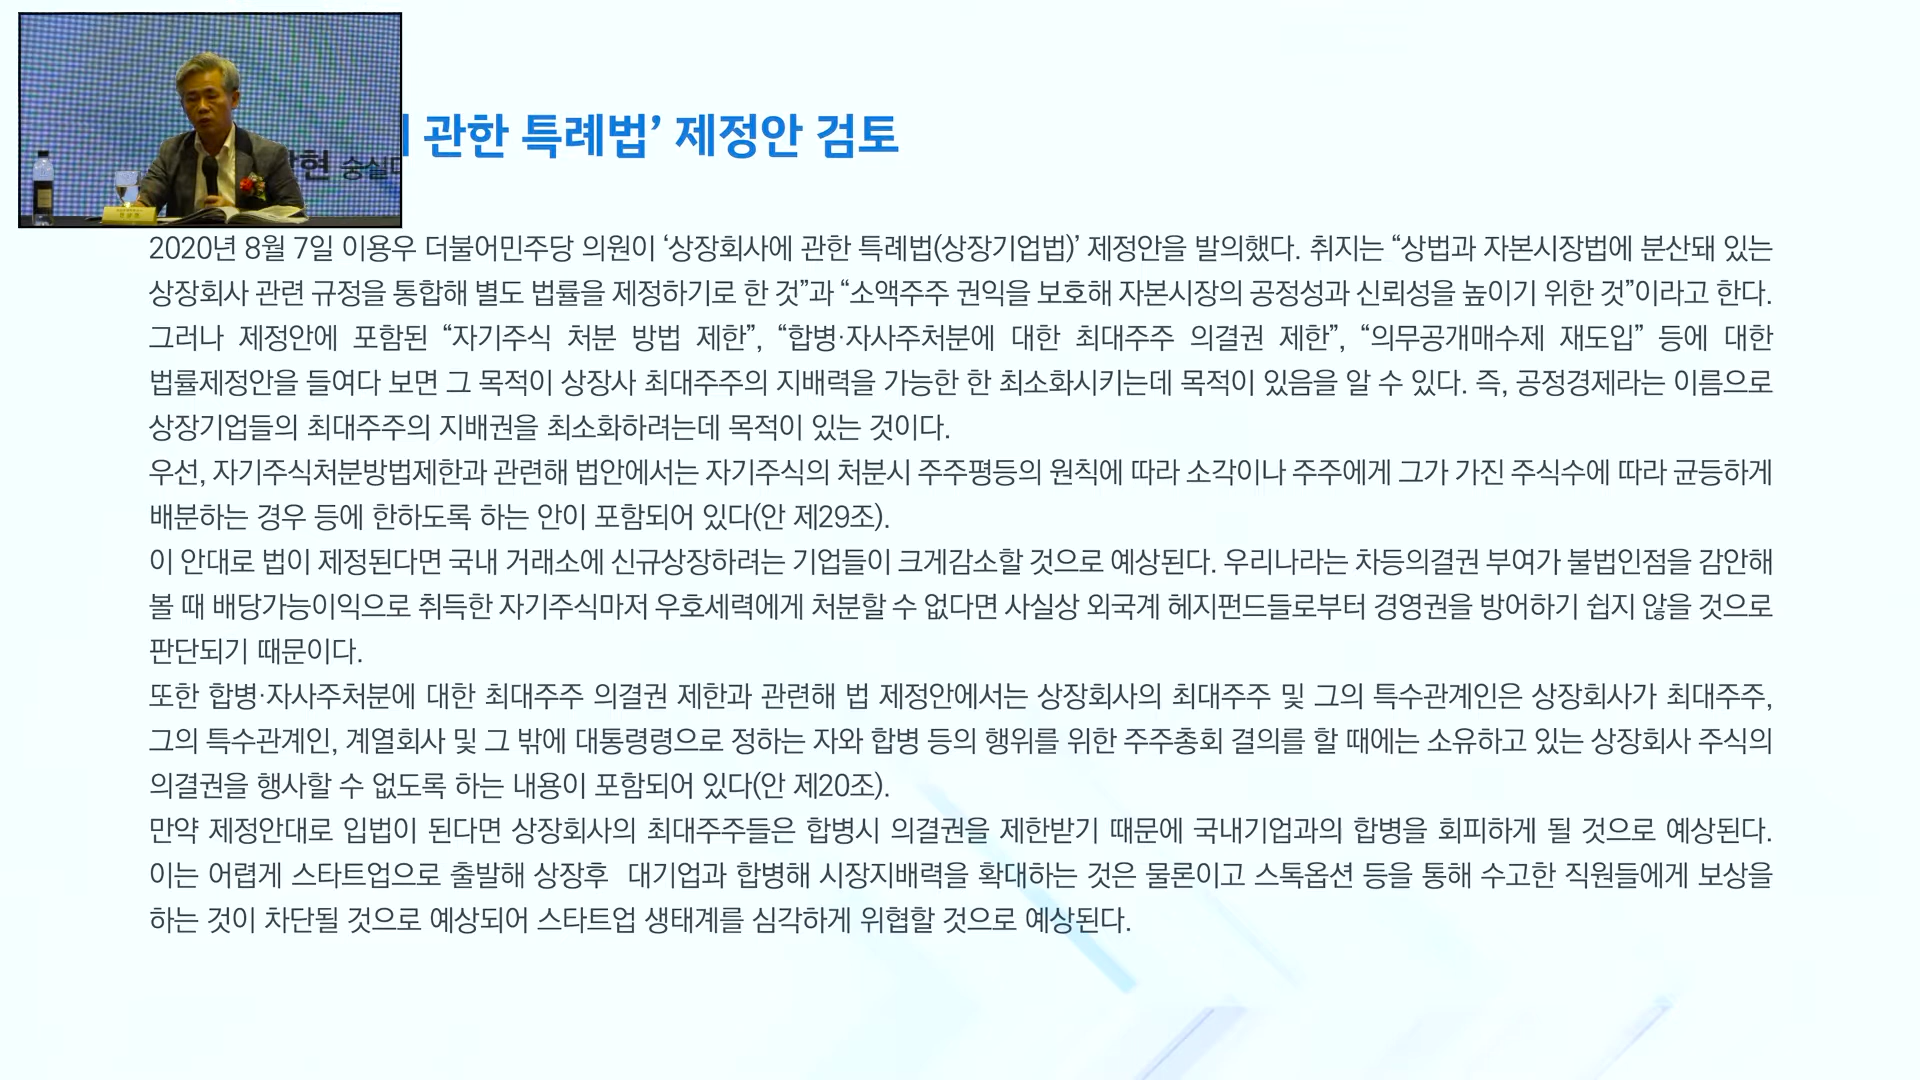 관한 특례법’ 제정안 검토
현 숭실대
2020년 8월 7일 이용우 더불어민주당 의원이 ‘상장회사에 관한 특례법(상장기업법)’ 제정안을 발의했다. 취지는 “상법과 자본시장법에 분산돼 있는
상장회사 관련 규정을 통합해 별도 법률을 제정하기로 한 것”과 “소액주주 권익을 보호해 자본시장의 공정성과 신뢰성을 높이기 위한 것”이라고 한다.
그러나 제정안에 포함된 “자기주식 처분 방법 제한”, “합병·자사주처분에 대한 최대주주 의결권 제한”, “의무공개매수제 재도입” 등에 대한
법률제정안을 들여다 보면 그 목적이 상장사 최대주주의 지배력을 가능한 한 최소화시키는데 목적이 있음을 알 수 있다. 즉, 공정경제라는 이름으로
상장기업들의 최대주주의 지배권을 최소화하려는데 목적이 있는 것이다.
우선, 자기주식처분방법제한과 관련해 법안에서는 자기주식의 처분시 주주평등의 원칙에 따라 소각이나 주주에게 그가 가진 주식수에 따라 균등하게
배분하는 경우 등에 한하도록 하는 안이 포함되어 있다(안 제29조).
이 안대로 법이 제정된다면 국내 거래소에 신규상장하려는 기업들이 크게감소할 것으로 예상된다. 우리나라는 차등의결권 부여가 불법인점을 감안해
볼 때 배당가능이익으로 취득한 자기주식마저 우호세력에게 처분할 수 없다면 사실상 외국계 헤지펀드들로부터 경영권을 방어하기 쉽지 않을 것으로
판단되기 때문이다.
또한 합병·자사주처분에 대한 최대주주 의결권 제한과 관련해 법 제정안에서는 상장회사의 최대주주 및 그의 특수관계인은 상장회사가 최대주주,
그의 특수관계인, 계열회사 및 그 밖에 대통령령으로 정하는 자와 합병 등의 행위를 위한 주주총회 결의를 할 때에는 소유하고 있는 상장회사 주식의
의결권을 행사할 수 없도록 하는 내용이 포함되어 있다(안 제20조).
만약 제정안대로 입법이 된다면 상장회사의 최대주주들은 합병시 의결권을 제한받기 때문에 국내기업과의 합병을 회피하게 될 것으로 예상된다.
이는 어렵게 스타트업으로 출발해 상장후 대기업과 합병해 시장지배력을 확대하는 것은 물론이고 스톡옵션 등을 통해 수고한 직원들에게 보상을
하는 것이 차단될 것으로 예상되어 스타트업 생태계를 심각하게 위협할 것으로 예상된다.